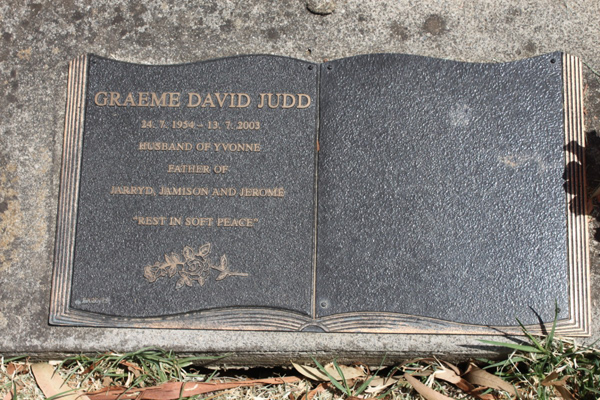 GRAEME DAVID JUDD
24. 7. 1954 - 13. 7. 2003
HUSBAND OF YVONNE
FATHER OF
JARRYD, JAMISON AND JEROME
"REST IN SOFT PEACE"